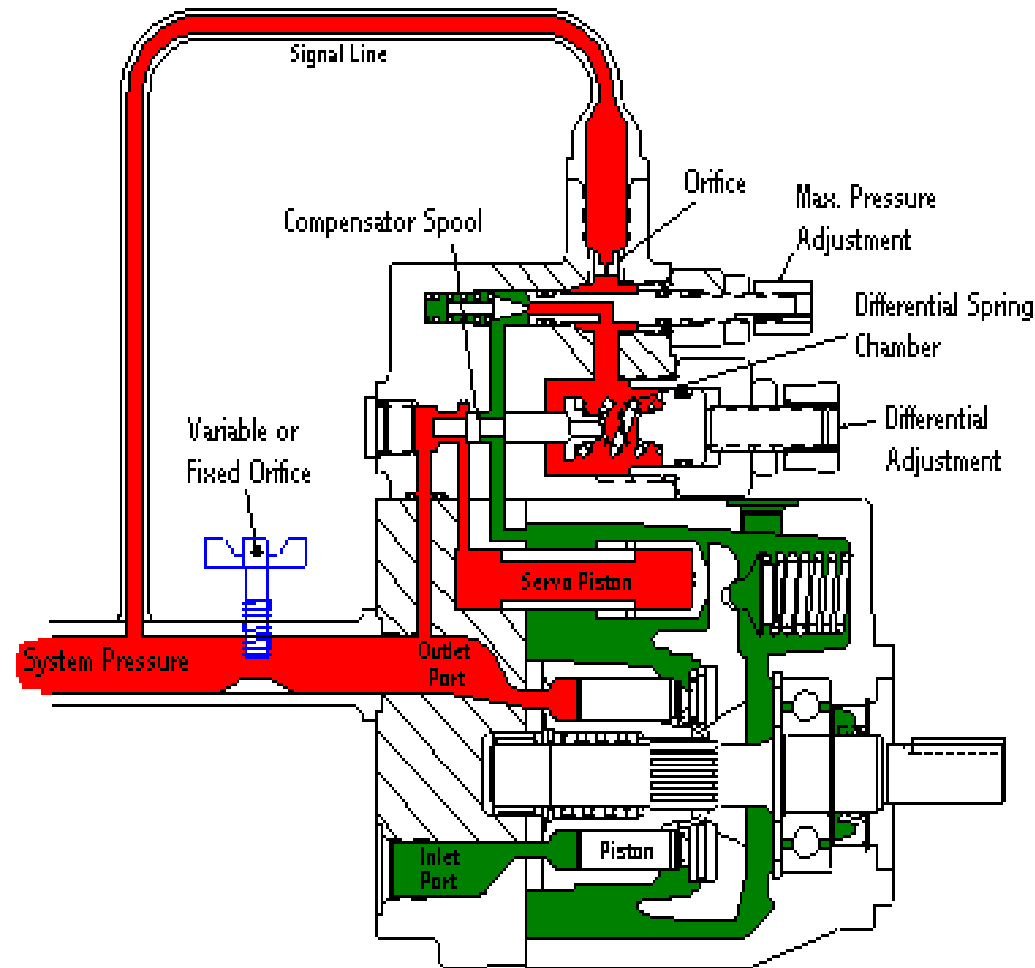 Signal Line
Orifice
Max. Pressure
Adjustment
Compensator Spool
Differential Spring
Chamber
Variable or
Fixed Orifice
Differential
Adjustment
Servo Piston
System Pressure
Outlet
Port
Inlet
Port
Piston